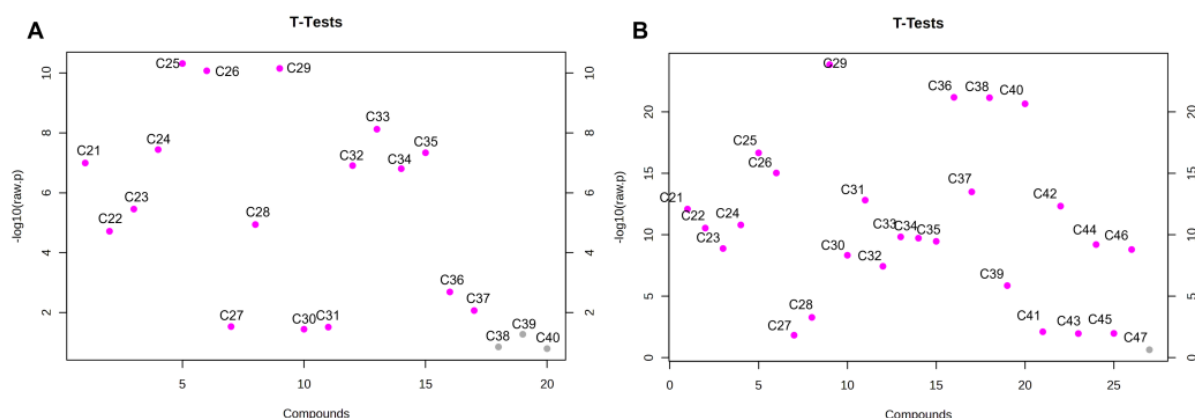 A
T-Tests
-log10(raw.p)
10
8
6
4
2
10
8
6
4
2
C25
C26
C29
C33
C24
C35
C21
C32
C34
C23
C22
C28
C36
C37
C27
C30
C31
C39
C38
C40
5
10
15
20
Compounds
B
T-Tests
-log10(raw.p)
20
15
10
5
0
20
15
10
5
0
C29
C36
C38
C40
C25
C26
C37
C31
C21
C42
C22
C24
C33
C34
C35
C23
C44
C46
C30
C32
C39
C28
C27
C41
C43
C45
C47
0
5
10
15
20
25
Compounds